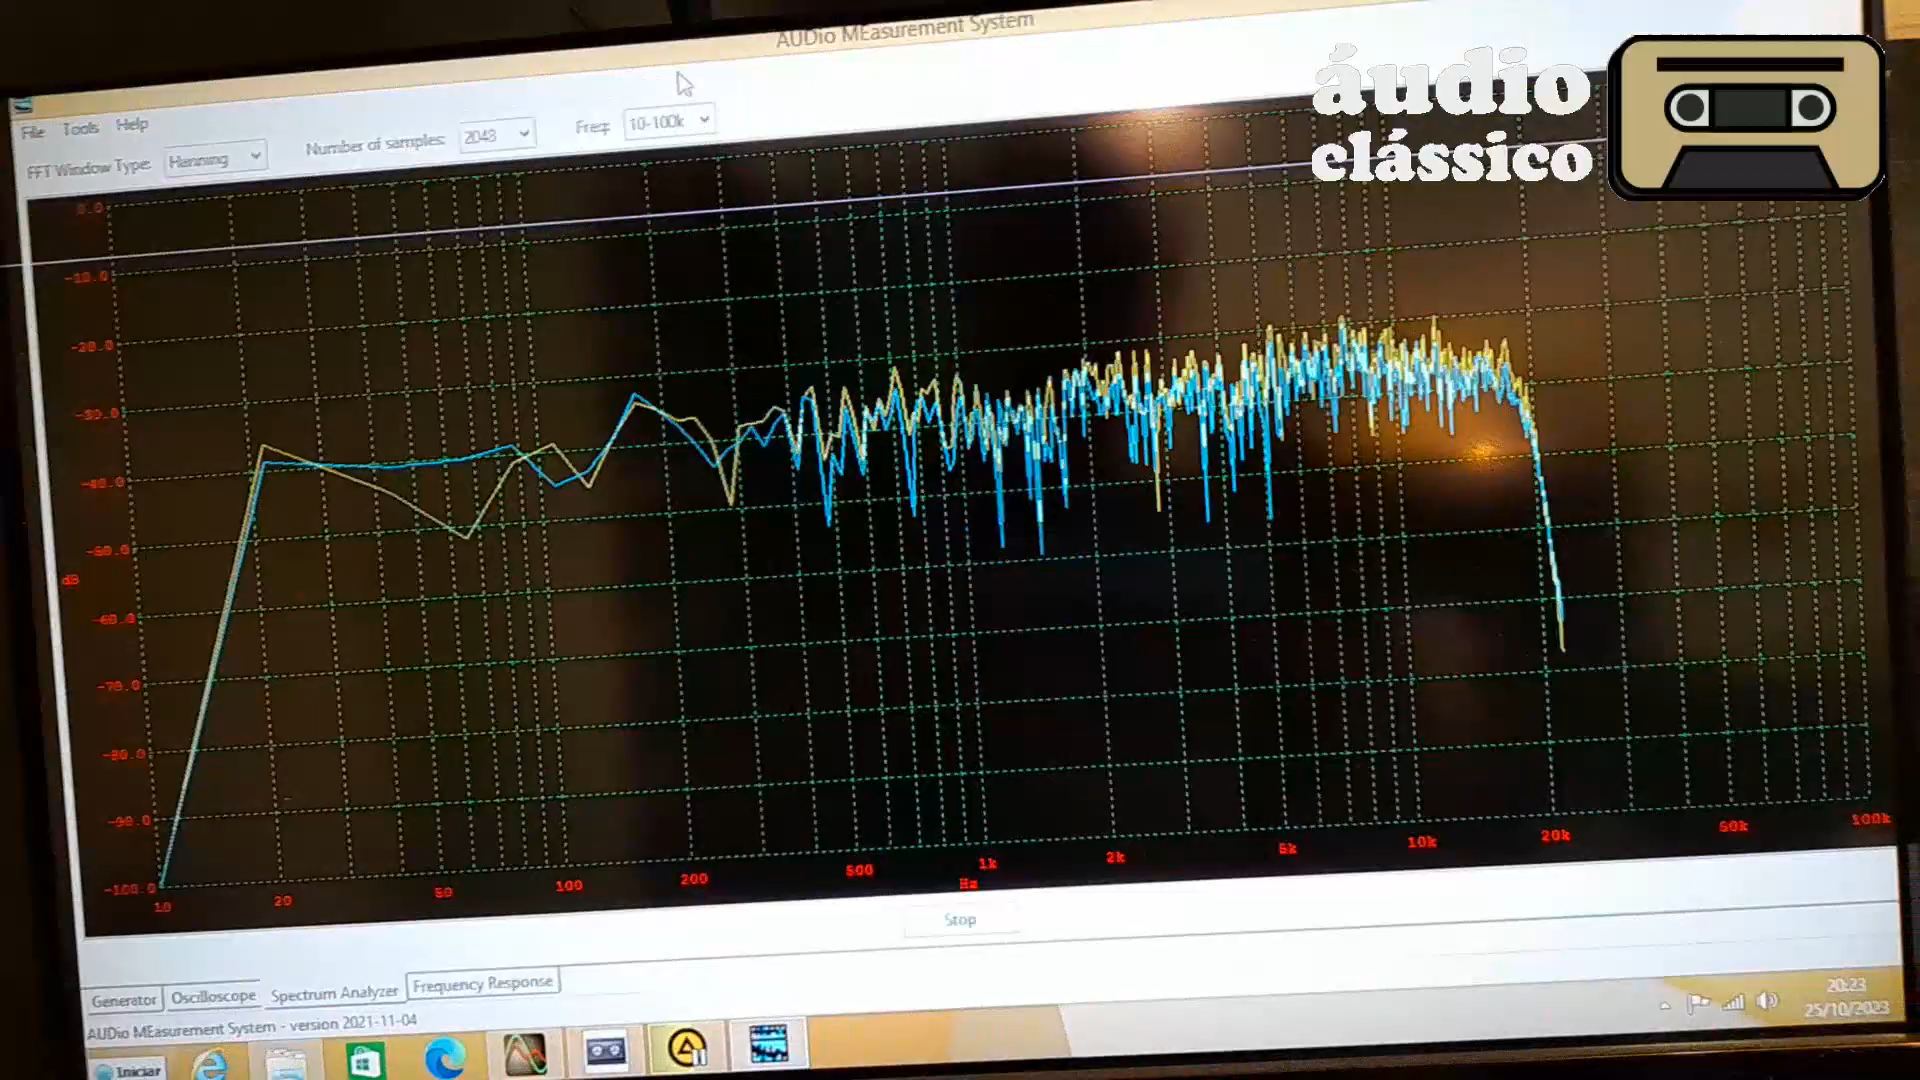 AUDio MEasurement System
áudio
clássico
File Tools Help
FFT Window Type: Hanning Number of samples: 2048 Freq: 10-100k
0.0
-10.0
-20.0
-30.0
-40.0
-50.0
dB
-60.0
-70.0
-80.0
-90.0
-100.0
10 20 50 100 200 500 1k 2k 5k 10k 20k 50k 100k
Hz
Stop
Generator Oscilloscope Spectrum Analyzer Frequency Response
AUDio MEasurement System - version 2021-11-04
20:23
25/10/2023
Iniciar